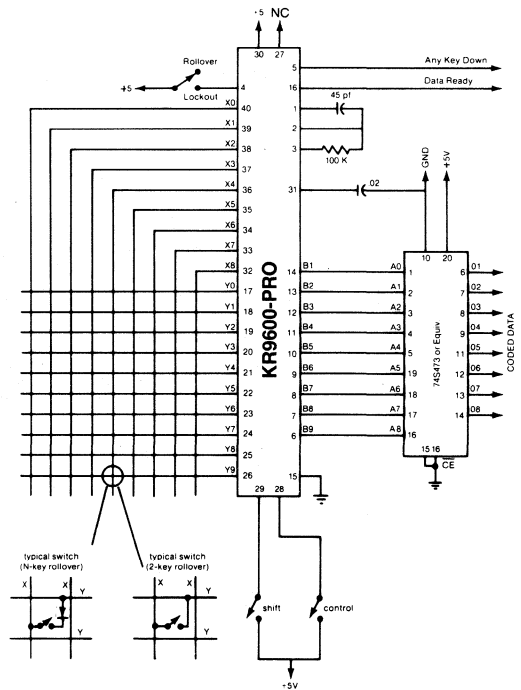 +5 NC
30 27
Rollover
+5
Lockout
4
5 Any Key Down
16 Data Ready
X0 40
X1 39
X2 38
X3 37
X4 36
X5 35
X6 34
X7 33
X8 32
Y0 17
Y1 18
Y2 19
Y3 20
Y4 21
Y5 22
Y6 23
Y7 24
Y8 25
Y9 26
KR9600-PRO
1 45 pf
2
3 100 K
31 .02
GND
+5V
10 20
14 B1 A0 1
13 B2 A1 2
12 B3 A2 3
11 B4 A3 4
10 B5 A4 5
9 B6 A5 19
8 B7 A6 18
7 B8 A7 17
6 B9 A8 16
74S473 or Equiv.
6 01
7 02
8 03
9 04
11 05
12 06
13 07
14 08
CODED DATA
15 16
CE
15
29 28
typical switch
(N-key rollover)
X X
Y
Y
typical switch
(2-key rollover)
X X
Y
Y
shift
control
+5V